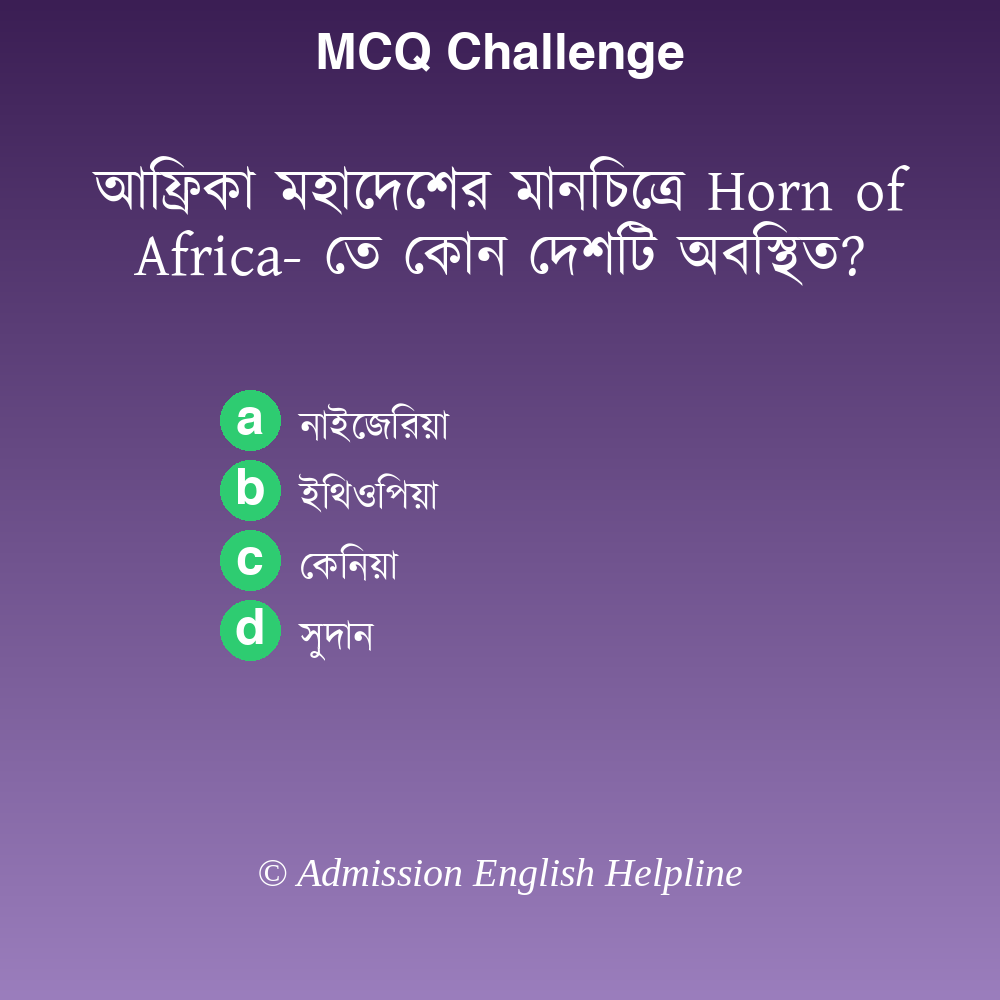 MCQ Challenge
আফ্রিকা মহাদেশের মানচিত্রে Horn of
Africa- তে কোন দেশটি অবস্থিত?
a নাইজেরিয়া
b ইথিওপিয়া
c কেনিয়া
d সুদান
© Admission English Helpline